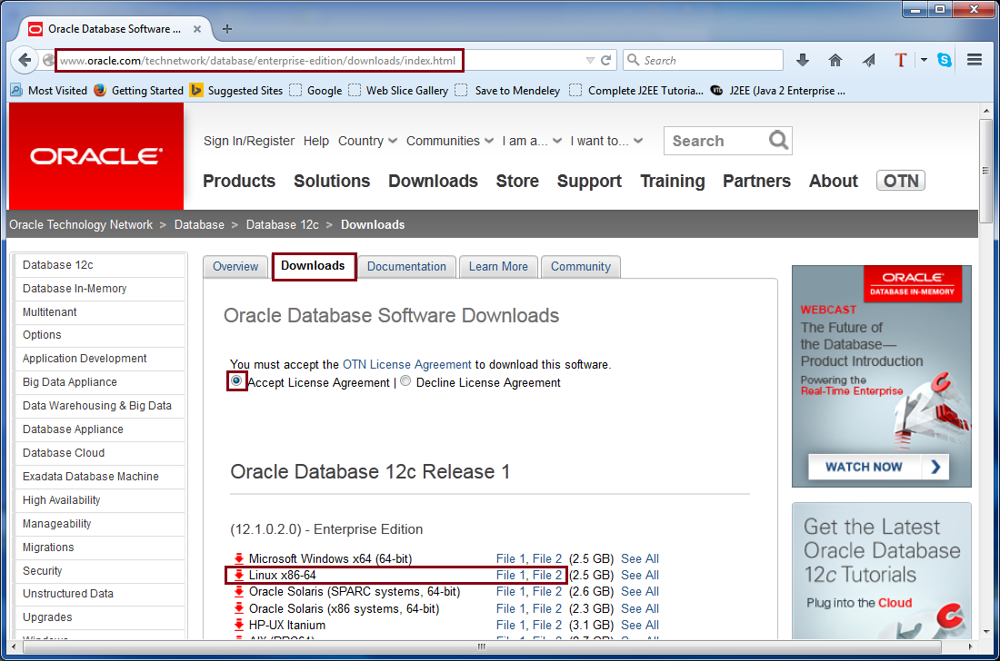 Oracle Database Software ...
www.oracle.com/technetwork/database/enterprise-edition/downloads/index.html
Search
Most Visited Getting Started Suggested Sites Google Web Slice Gallery Save to Mendeley Complete J2EE Tutoria... J2EE (Java 2 Enterprise ...
ORACLE
Sign In/Register Help Country Communities I am a... I want to... Search
Products Solutions Downloads Store Support Training Partners About OTN
Oracle Technology Network > Database > Database 12c > Downloads
Database 12c
Database In-Memory
Multitenant
Options
Application Development
Big Data Appliance
Data Warehousing & Big Data
Database Appliance
Database Cloud
Exadata Database Machine
High Availability
Manageability
Migrations
Security
Unstructured Data
Upgrades
Overview Downloads Documentation Learn More Community
Oracle Database Software Downloads
You must accept the OTN License Agreement to download this software.
Accept License Agreement | Decline License Agreement
Oracle Database 12c Release 1
(12.1.0.2.0) - Enterprise Edition
Microsoft Windows x64 (64-bit) File 1, File 2 (2.5 GB) See All
Linux x86-64 File 1, File 2 (2.5 GB) See All
Oracle Solaris (SPARC systems, 64-bit) File 1, File 2 (2.6 GB) See All
Oracle Solaris (x86 systems, 64-bit) File 1, File 2 (2.3 GB) See All
HP-UX Itanium File 1, File 2 (3.1 GB) See All
ORACLE
DATABASE IN-MEMORY
WEBCAST
The Future of
the Database—
Product Introduction
Powering the
Real-Time Enterprise
WATCH NOW
Get the Latest
Oracle Database
12c Tutorials
Plug into the Cloud